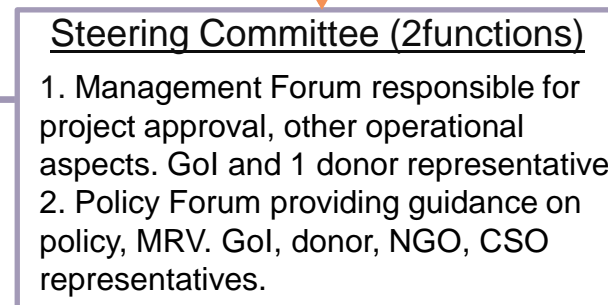 Steering Committee (2functions)
1. Management Forum responsible for
project approval, other operational
aspects. GoI and 1 donor representative
2. Policy Forum providing guidance on
policy, MRV. GoI, donor, NGO, CSO
representatives.